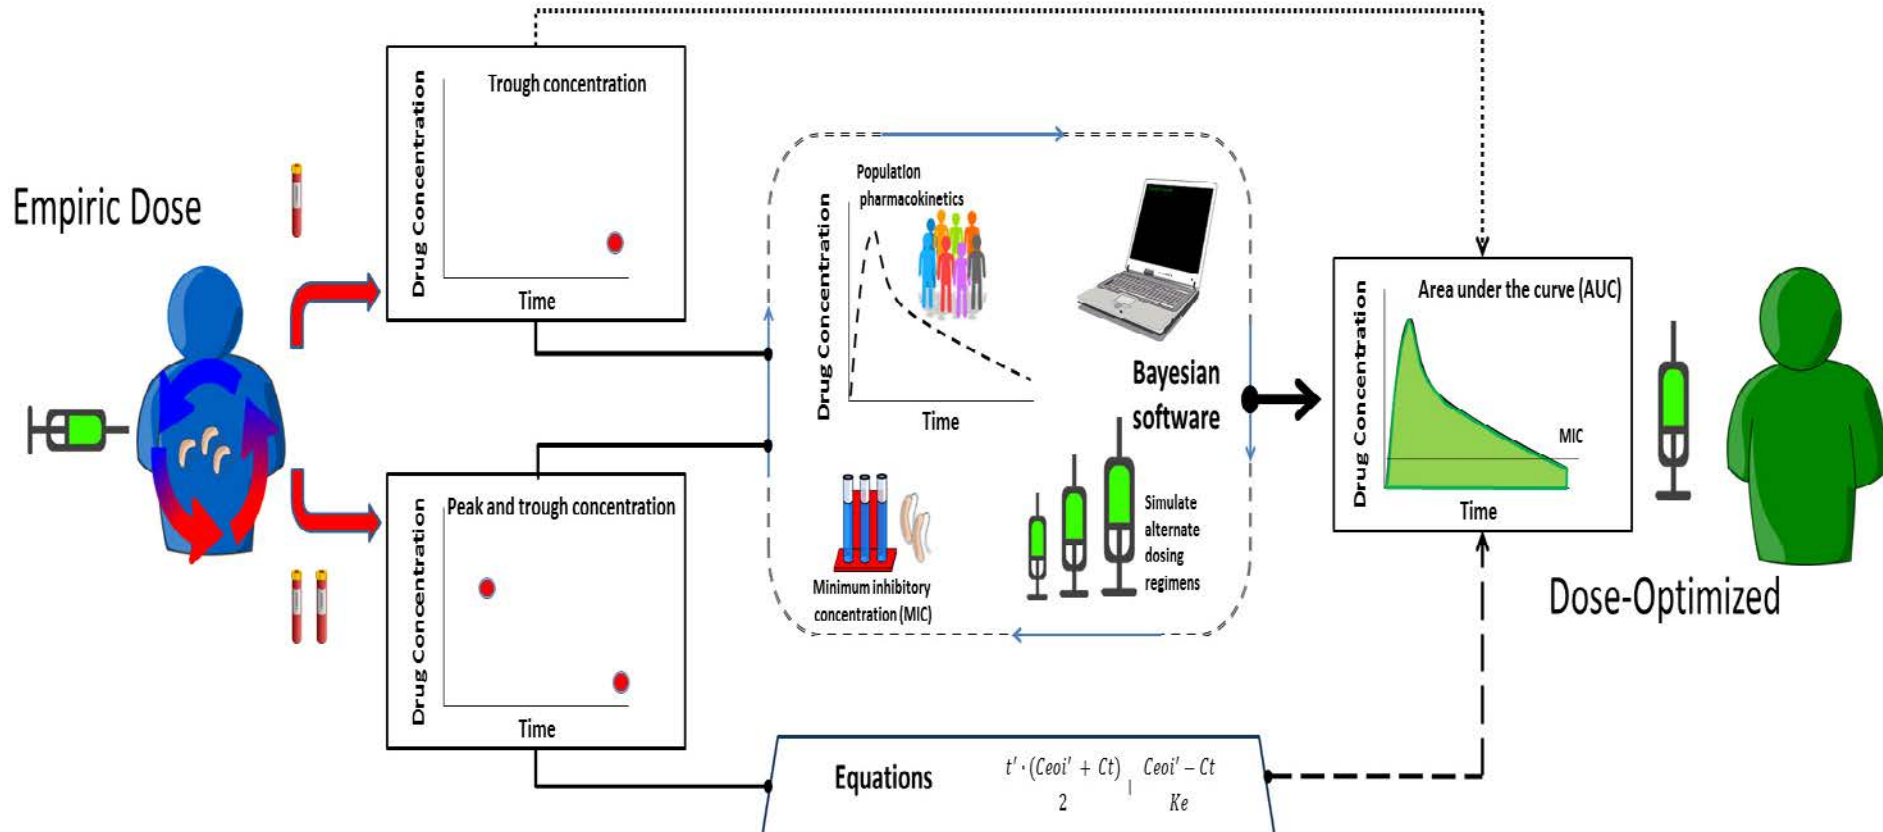 Empiric Dose
Trough concentration
Drug Concentration
Time
Peak and trough concentration
Drug Concentration
Time
Population
pharmacokinetics
Drug Concentration
Time
Bayesian
software
Minimum inhibitory
concentration (MIC)
Simulate
alternate
dosing
regimens
Equations
t' · (Ceoi' + Ct)
2
Ceoi' − Ct
Ke
Area under the curve (AUC)
Drug Concentration
MIC
Time
Dose-Optimized